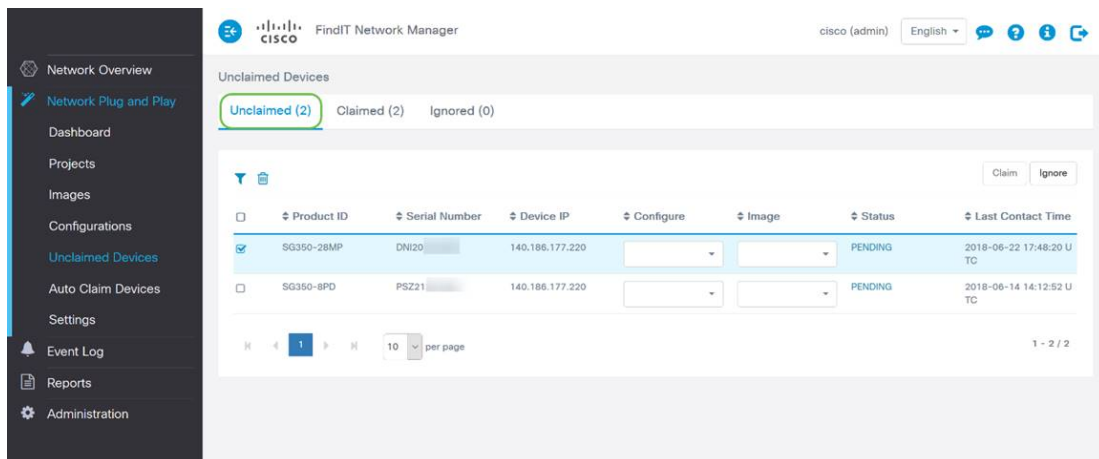 CISCO FindIT Network Manager cisco (admin) English
Network Overview
Network Plug and Play
Dashboard
Projects
Images
Configurations
Unclaimed Devices
Auto Claim Devices
Settings
Event Log
Reports
Administration
Unclaimed Devices
Unclaimed (2) Claimed (2) Ignored (0)
Claim Ignore
Product ID Serial Number Device IP Configure Image Status Last Contact Time
SG350-28MP DNI20 140.186.177.220 PENDING 2018-06-22 17:48:20 U
TC
SG350-8PD PSZ21 140.186.177.220 PENDING 2018-06-14 14:12:52 U
TC
1 10 per page 1 - 2 / 2